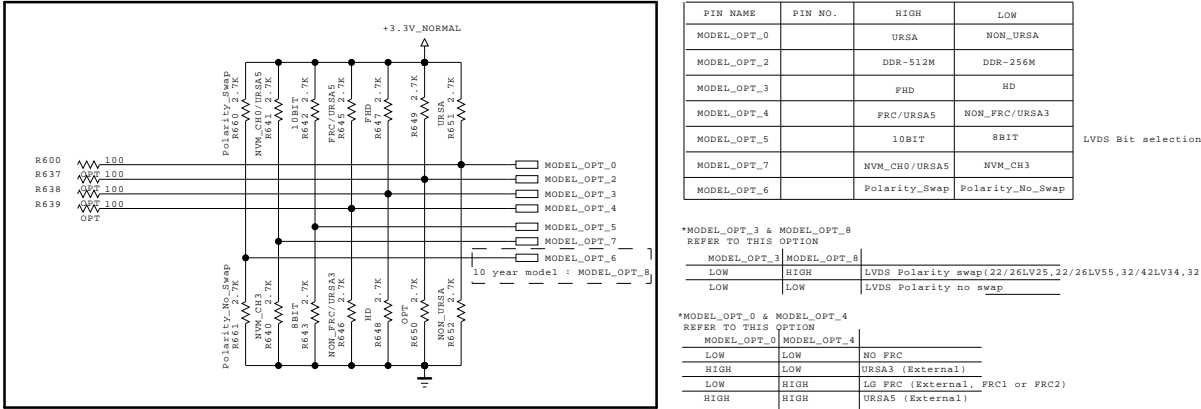 +3.3V_NORMAL
Polarity_Swap
R660 2.7K
NVM_CH0/URSA5
R641 2.7K
10BIT
R642 2.7K
FRC/URSA5
R645 2.7K
FHD
R647 2.7K
R649 2.7K
URSA
R651 2.7K
R600 100
R637 OPT 100
R638 OPT 100
R639 OPT 100
OPT
MODEL_OPT_0
MODEL_OPT_2
MODEL_OPT_3
MODEL_OPT_4
MODEL_OPT_5
MODEL_OPT_7
MODEL_OPT_6
10 year model : MODEL_OPT_8
Polarity_No_Swap
R661 2.7K
NVM_CH3
R640 2.7K
8BIT
R643 2.7K
NON_FRC/URSA3
R646 2.7K
HD
R648 2.7K
OPT
R650 2.7K
NON_URSA
R652 2.7K
PIN NAME PIN NO. HIGH LOW
MODEL_OPT_0 URSA NON_URSA
MODEL_OPT_2 DDR-512M DDR-256M
MODEL_OPT_3 FHD HD
MODEL_OPT_4 FRC/URSA5 NON_FRC/URSA3
MODEL_OPT_5 10BIT 8BIT LVDS Bit selection
MODEL_OPT_7 NVM_CH0/URSA5 NVM_CH3
MODEL_OPT_6 Polarity_Swap Polarity_No_Swap
*MODEL_OPT_3 & MODEL_OPT_8
REFER TO THIS OPTION
MODEL_OPT_3 MODEL_OPT_8
LOW HIGH LVDS Polarity swap(22/26LV25,22/26LV55,32/42LV34,32
LOW LOW LVDS Polarity no swap
*MODEL_OPT_0 & MODEL_OPT_4
REFER TO THIS OPTION
MODEL_OPT_0 MODEL_OPT_4
LOW LOW NO FRC
HIGH LOW URSA3 (External)
LOW HIGH LG FRC (External, FRC1 or FRC2)
HIGH HIGH URSA5 (External)